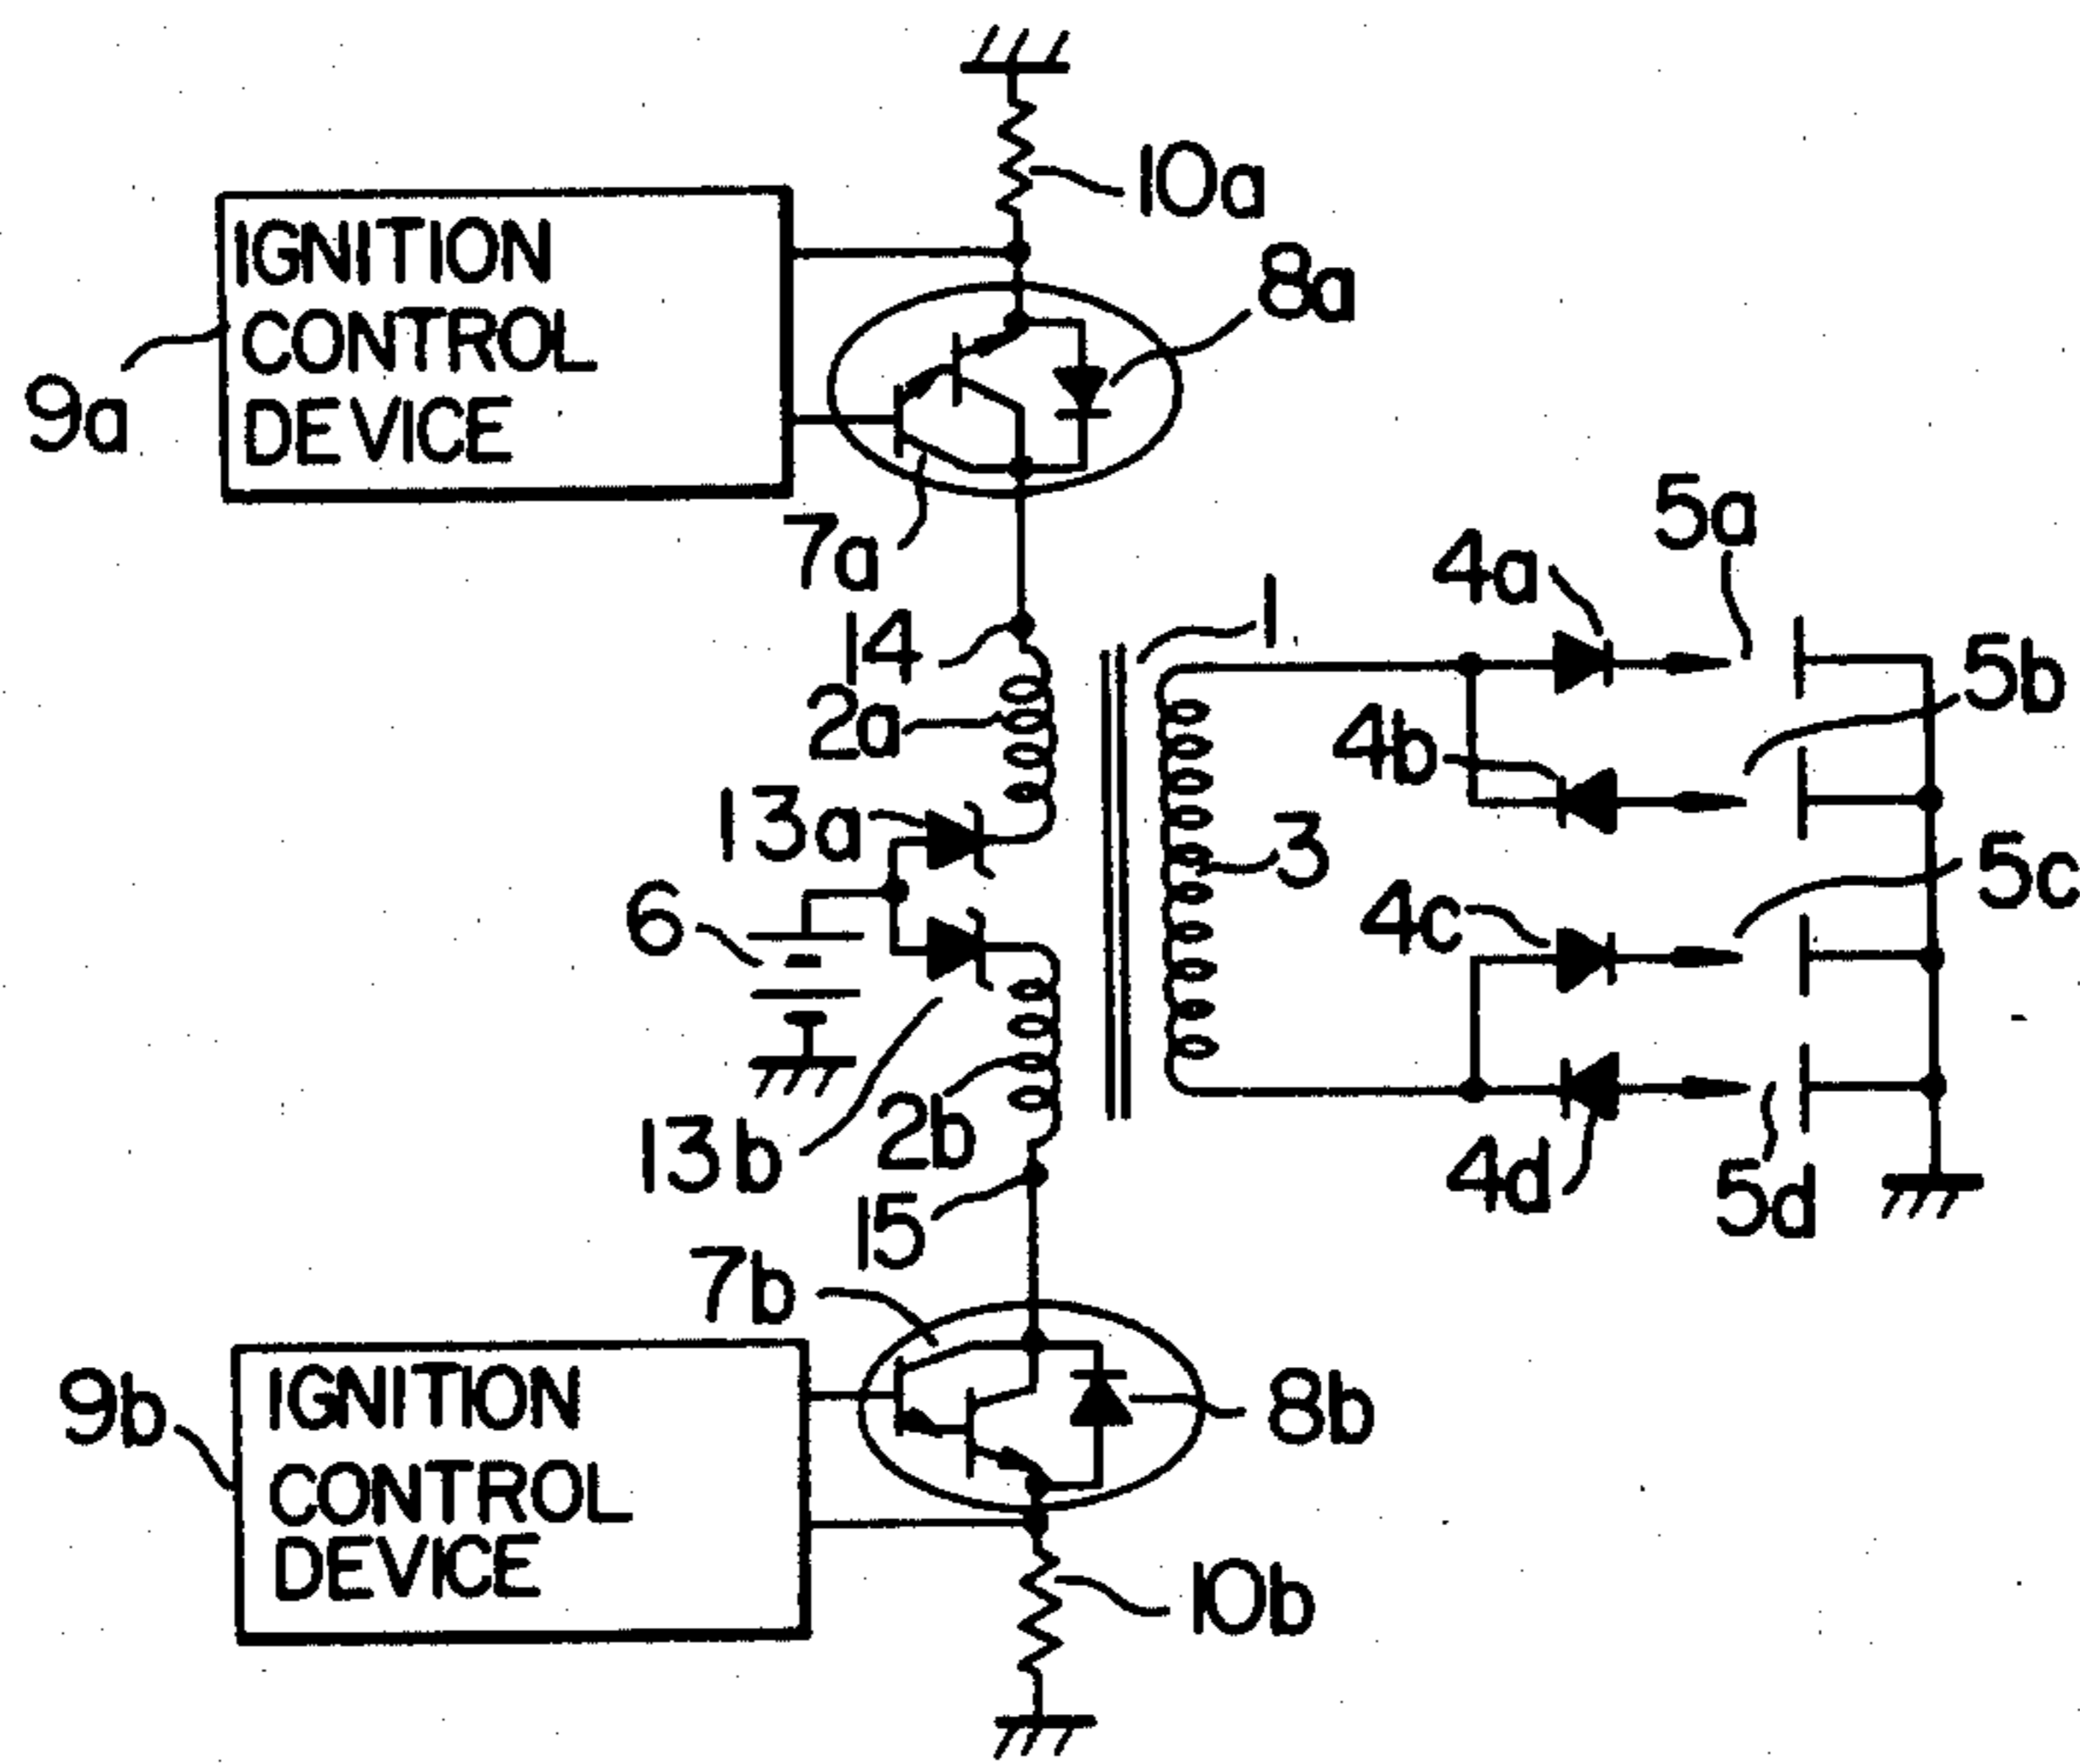 10a
IGNITION
CONTROL
DEVICE
8a
9a
7a
5a
4a
1
14
5b
2a
4b
13a
3
5c
6
4c
13b
2b
4d
5d
15
7b
9b
IGNITION
CONTROL
DEVICE
8b
10b